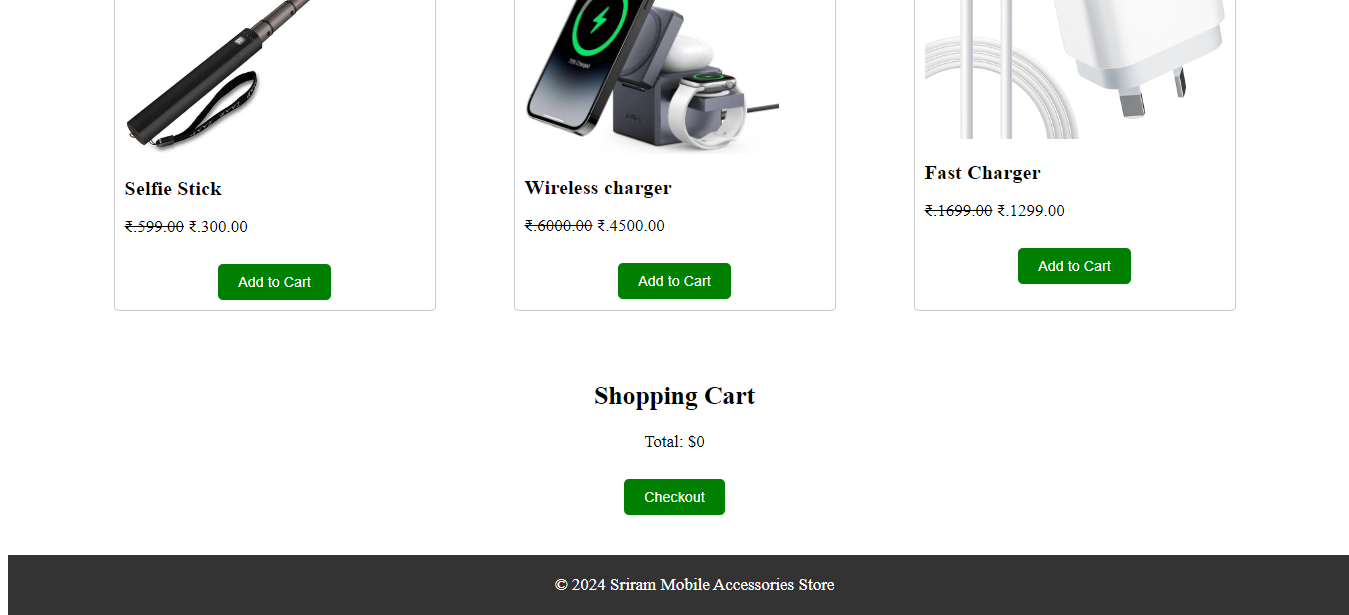 Selfie Stick
₹.599.00 ₹.300.00
Add to Cart
Wireless charger
₹.6000.00 ₹.4500.00
Add to Cart
Fast Charger
₹.1699.00 ₹.1299.00
Add to Cart
Shopping Cart
Total: $0
Checkout
© 2024 Sriram Mobile Accessories Store